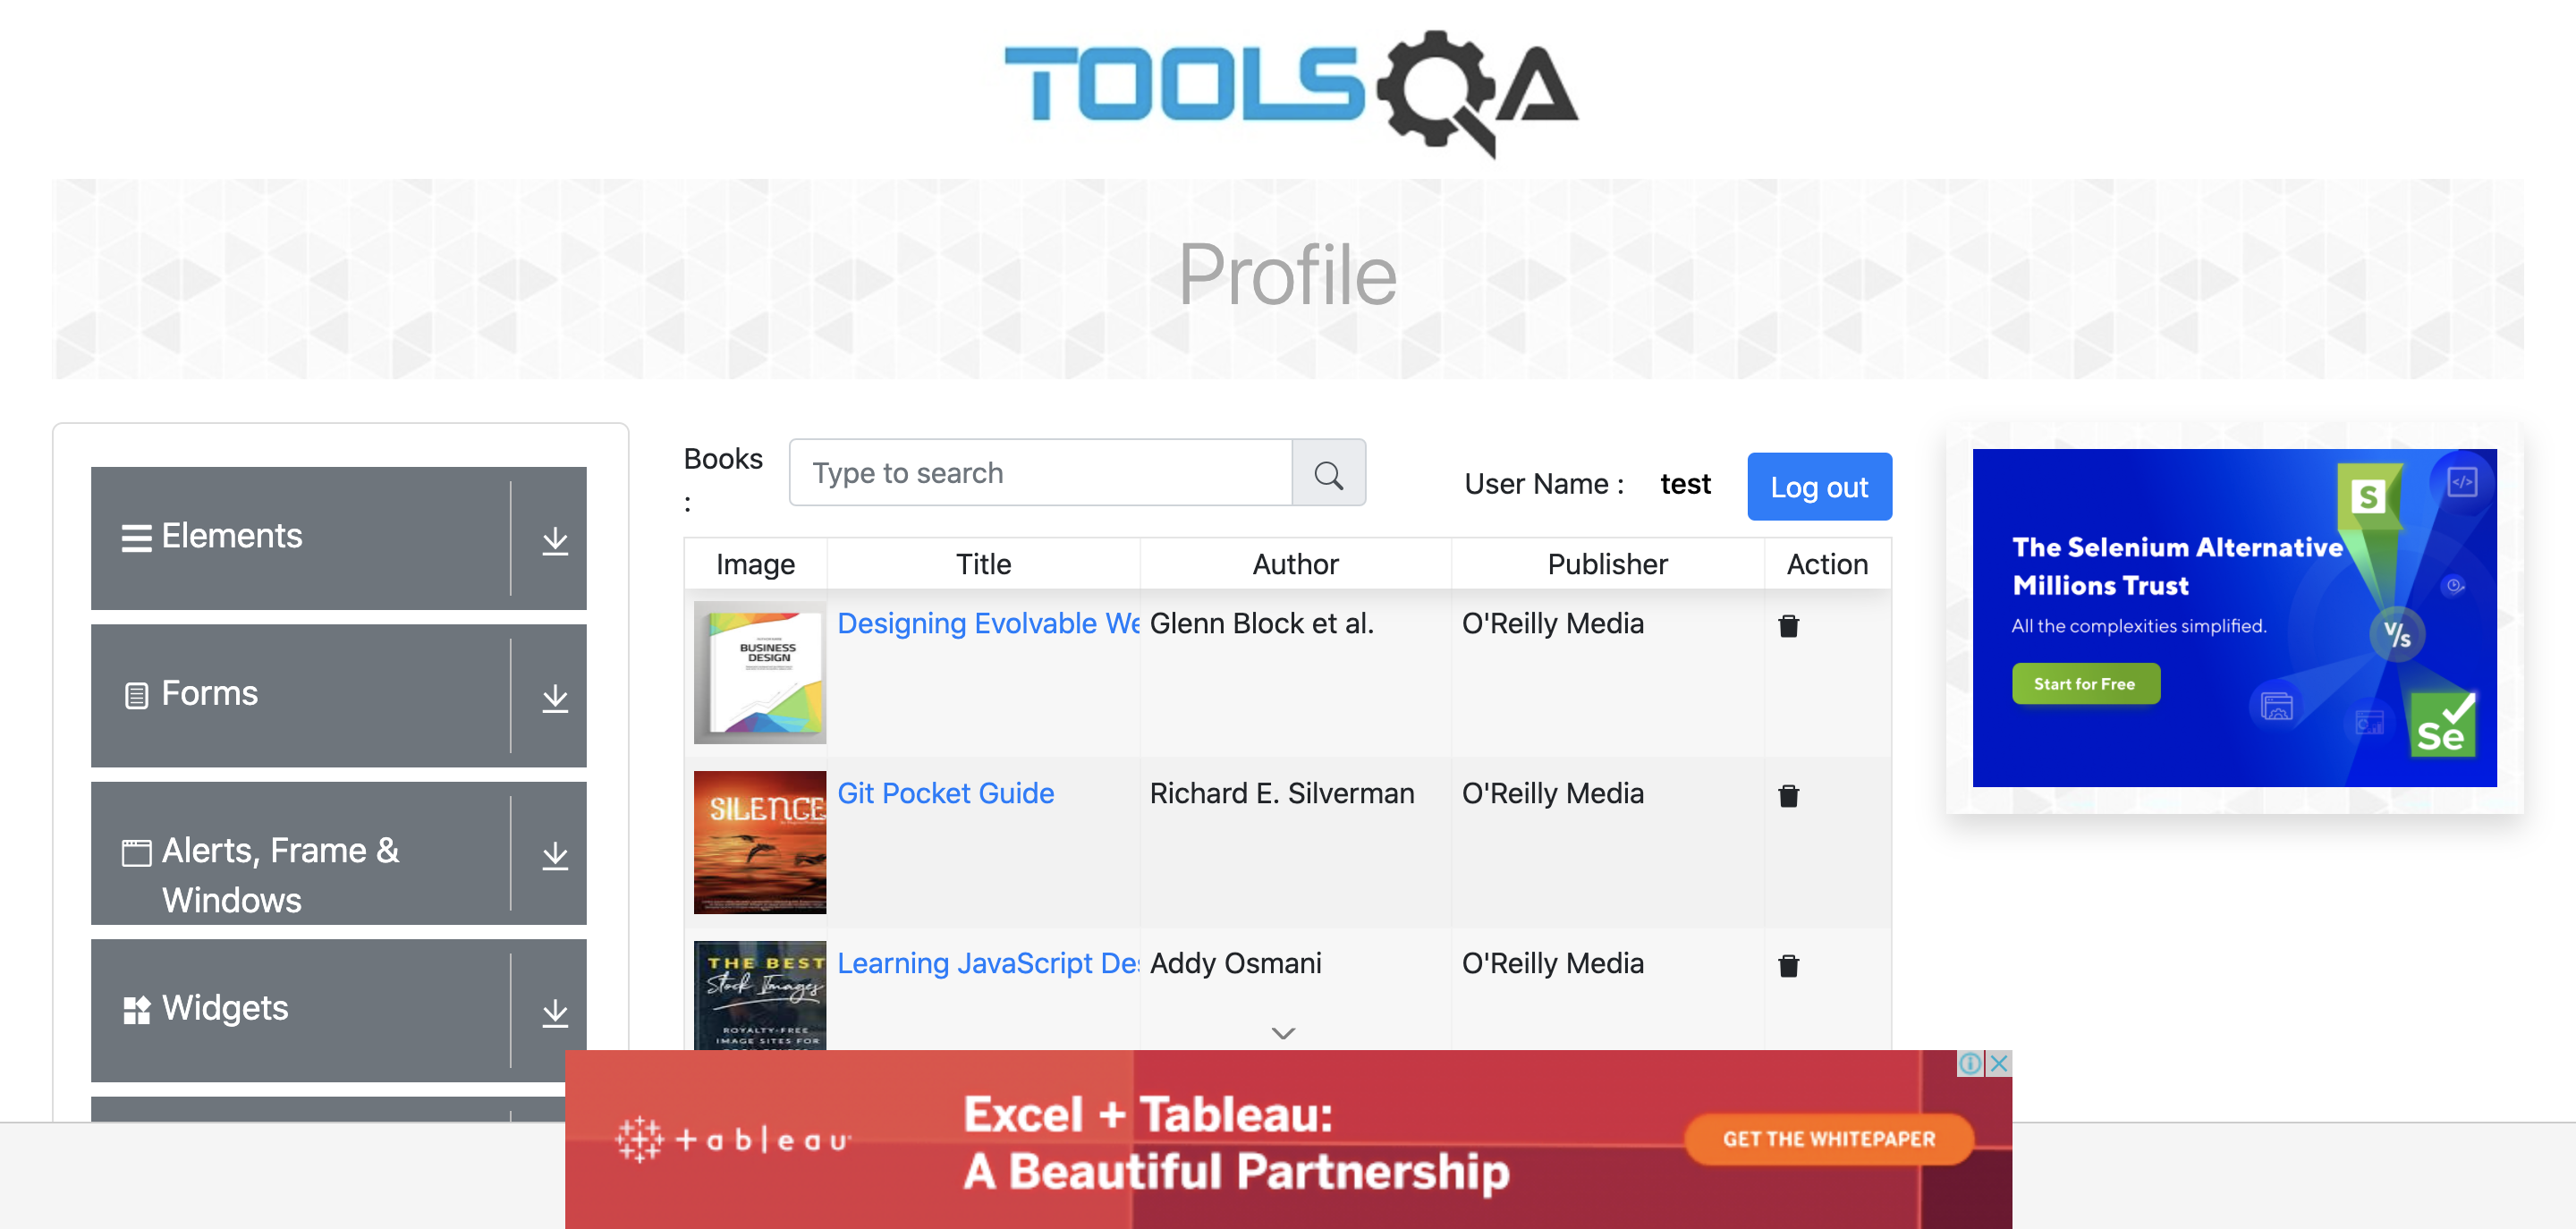 TOOLSQA
Profile
Elements
Forms
Alerts, Frame &
Windows
Widgets
Books
:
Type to search
User Name : test
Log out
Image Title Author Publisher Action
BUSINESS
DESIGN
Designing Evolvable We Glenn Block et al. O'Reilly Media
SILENCE
Git Pocket Guide Richard E. Silverman O'Reilly Media
THE BEST
Stock Images
ROYALTY-FREE
IMAGE SITES FOR
Learning JavaScript Des Addy Osmani O'Reilly Media
S
</>
The Selenium Alternative
Millions Trust
All the complexities simplified.
V/s
Start for Free
Se
+ableau
Excel + Tableau:
A Beautiful Partnership
GET THE WHITEPAPER